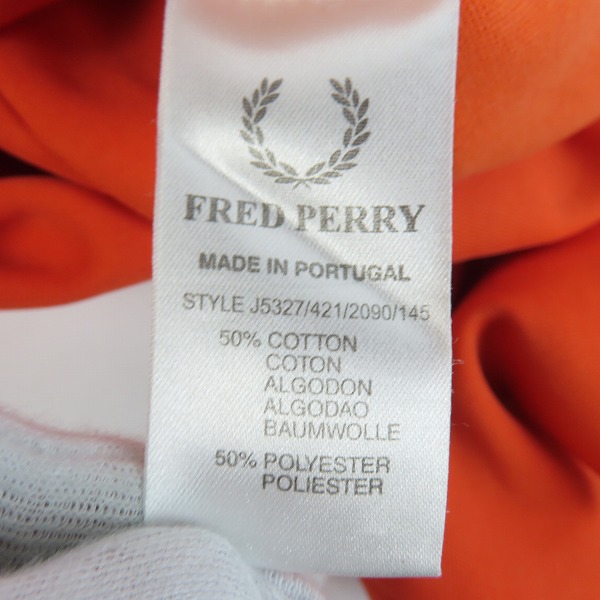 FRED PERRY
MADE IN PORTUGAL
STYLE J5327/421/2090/145
50% COTTON
COTON
ALGODON
ALGODAO
BAUMWOLLE
50% POLYESTER
POLIESTER